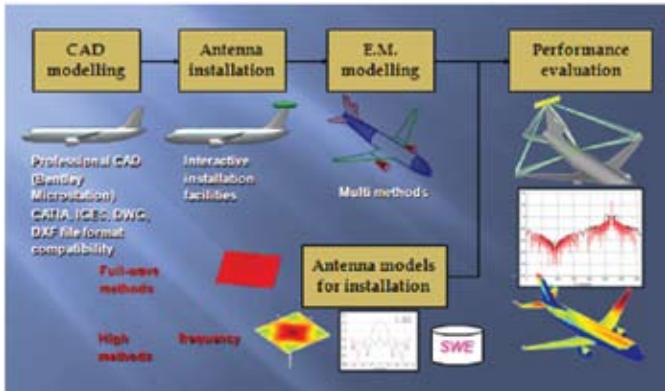 CAD
modelling
Antenna
installation
E.M.
modelling
Performance
evaluation
Professional CAD
(Bentley
Microstation)
CATIA, IGES, DWG,
DXF file format
compatibility
Interactive
installation
facilities
Multi methods
Full-wave
methods
Antenna models
for installation
High frequency
methods
SWE